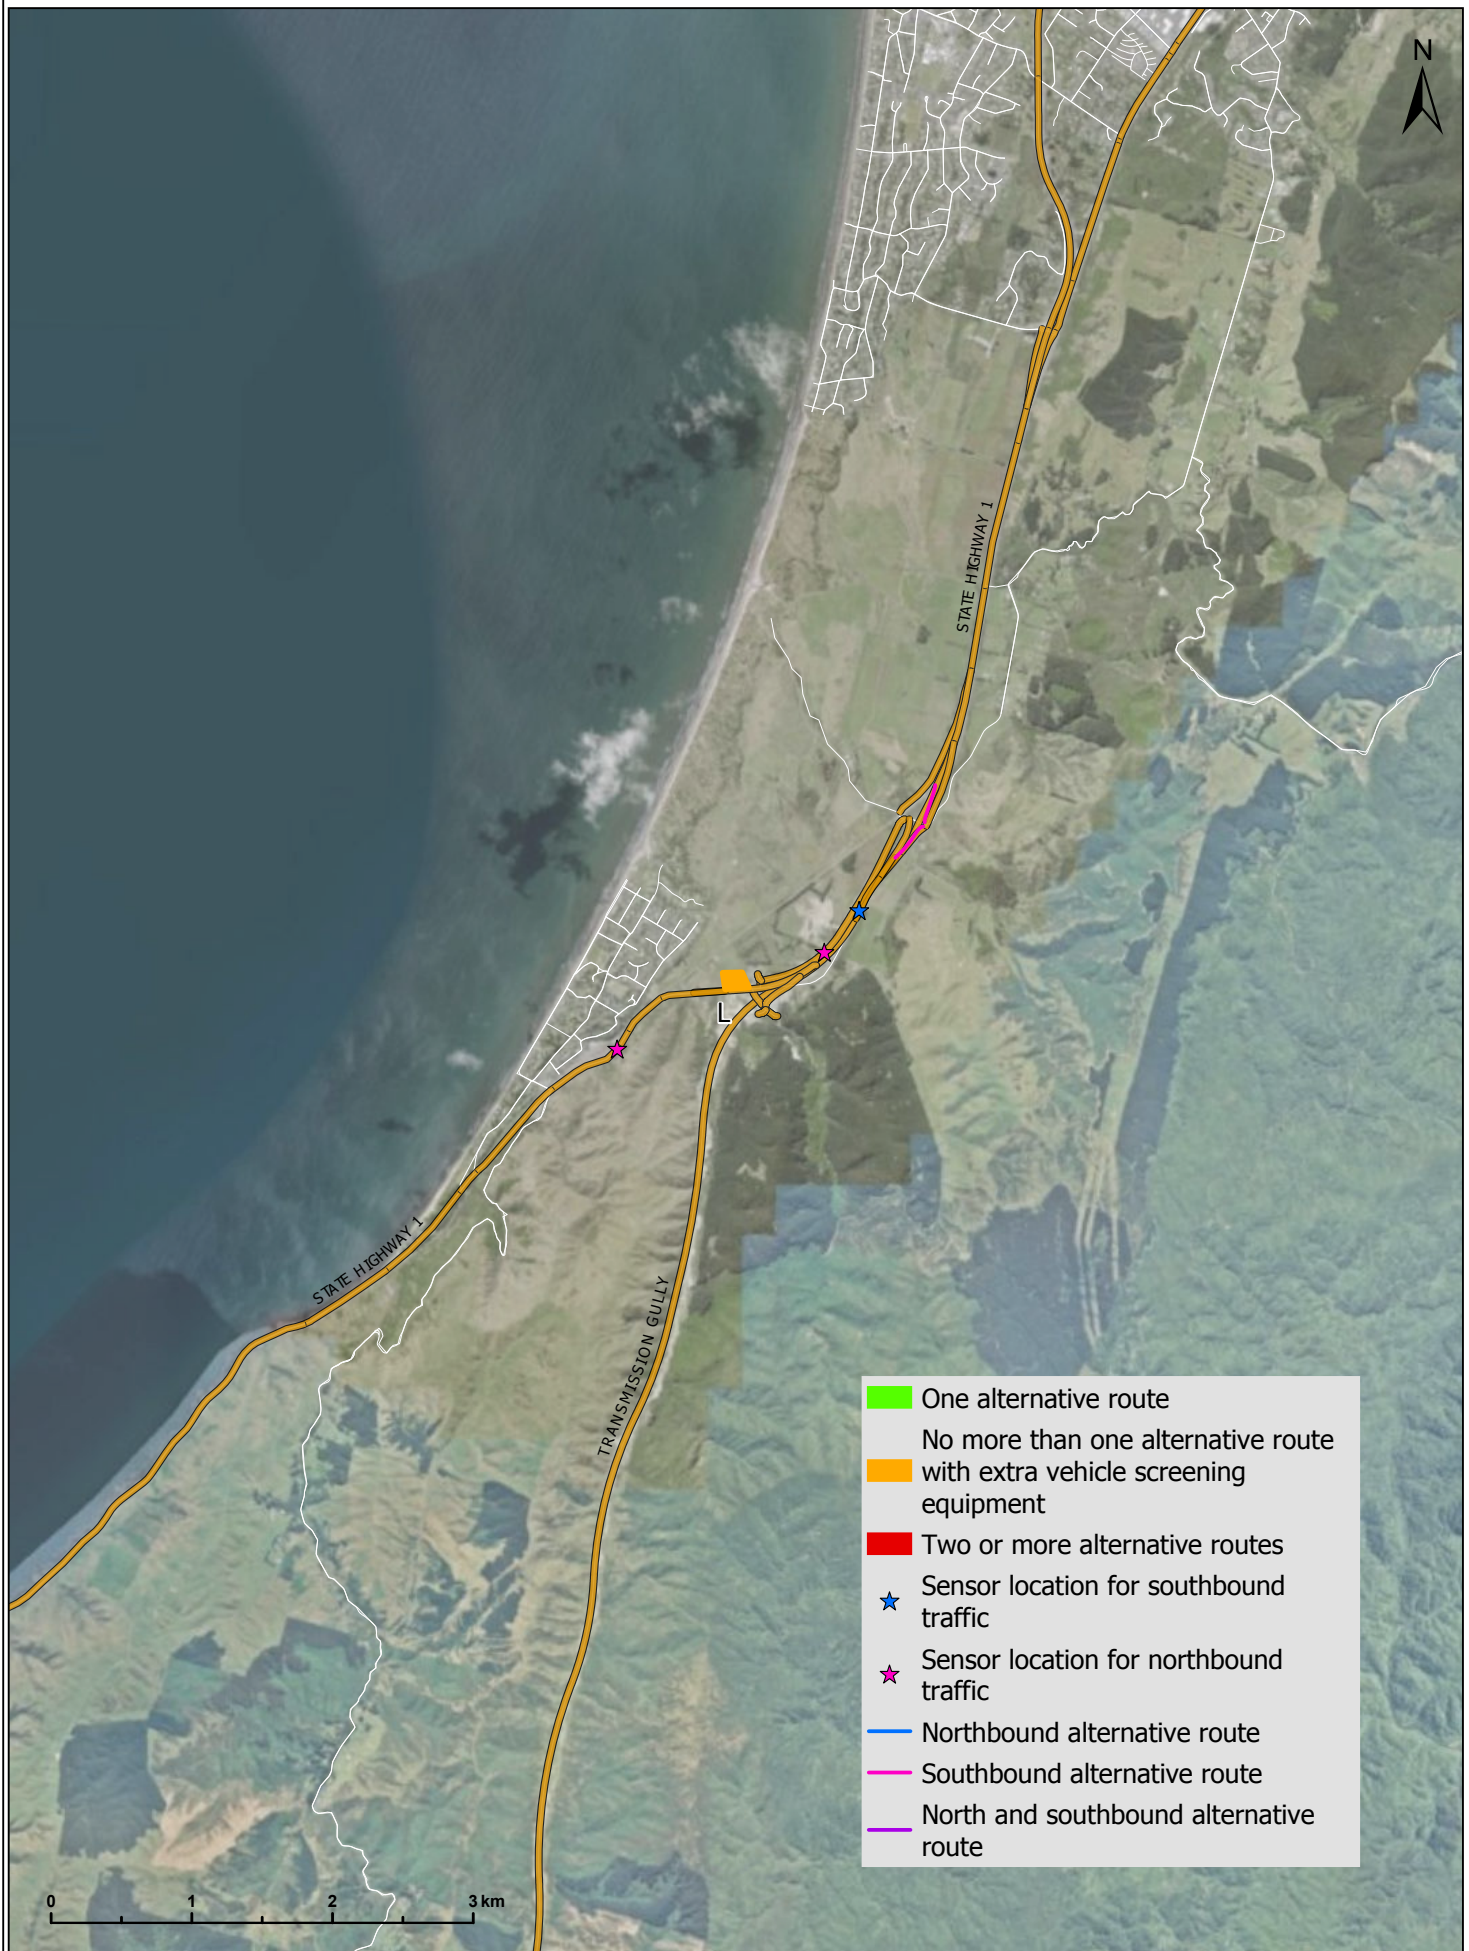 N
STATE HIGHWAY 1
L
STATE HIGHWAY 1
TRANSMISSION GULLY
One alternative route
No more than one alternative route
with extra vehicle screening
equipment
Two or more alternative routes
Sensor location for southbound
traffic
Sensor location for northbound
traffic
Northbound alternative route
Southbound alternative route
North and southbound alternative
route
0 1 2 3 km